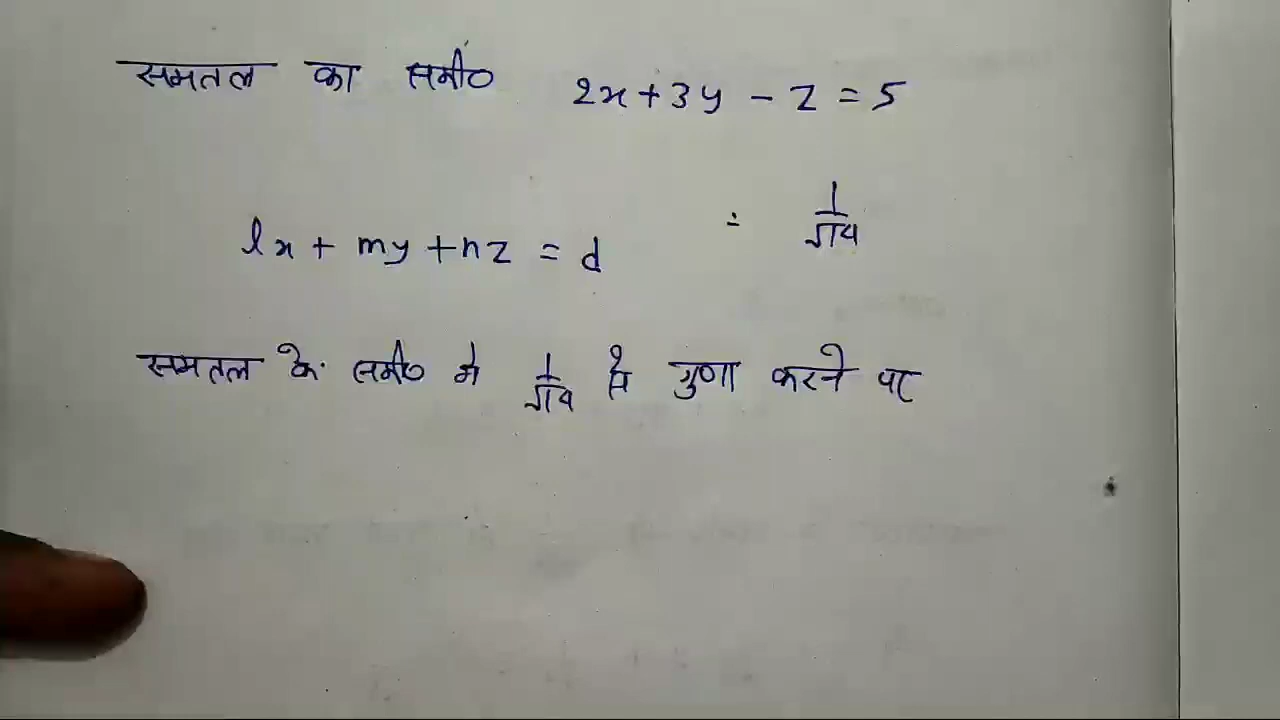 समतल का समी० 2x + 3y - z = 5
lx + my + nz = d = 1/√14
समतल के समी० में 1/√14 से गुणा करने पर